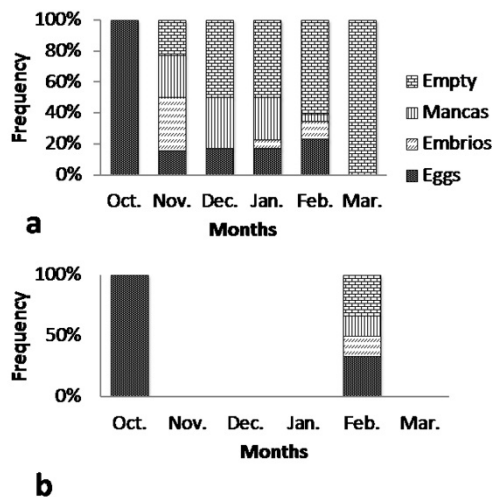 100%
80%
60%
40%
20%
0%
Frequency
Oct. Nov. Dec. Jan. Feb. Mar.
Months
Empty
Mancas
Embrios
Eggs
a
100%
50%
0%
Frequency
Oct. Nov. Dec. Jan. Feb. Mar.
Months
b